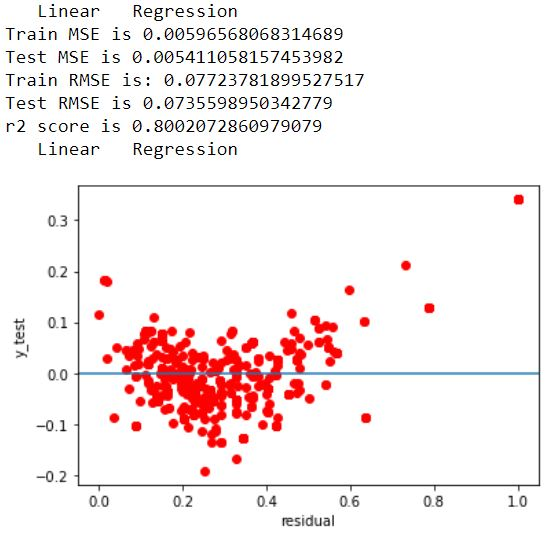 Linear Regression
Train MSE is 0.00596568068314689
Test MSE is 0.005411058157453982
Train RMSE is: 0.07723781899527517
Test RMSE is 0.0735598950342779
r2 score is 0.8002072860979079
Linear Regression
0.3
0.2
0.1
0.0
−0.1
−0.2
y_test
0.0 0.2 0.4 0.6 0.8 1.0
residual